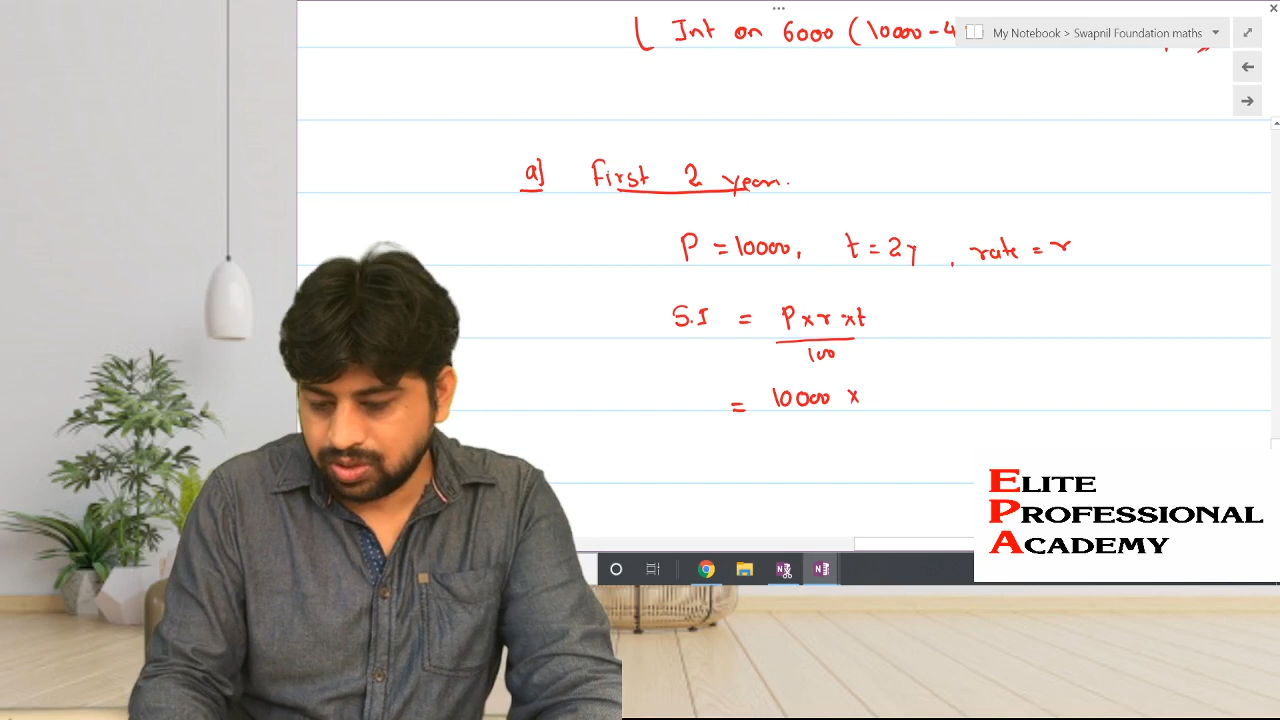 Int on 6000 (10000-4
My Notebook > Swapnil Foundation maths
a] First 2 year.
P = 10000, t = 2y, rate = r
S.I = P x r x t
100
= 10000 x
ELITE
PROFESSIONAL
ACADEMY